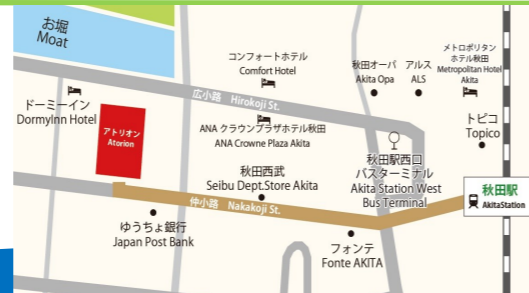 お堀
Moat
コンフォートホテル
Comfort Hotel
秋田オーパ
Akita Opa
アルス
ALS
メトロポリタン
ホテル秋田
Metropolitan Hotel
Akita
ドーミーイン
DormyInn Hotel
アトリオン
Atorion
広小路 Hirokoji St.
ANA クラウンプラザホテル秋田
ANA Crowne Plaza Akita
トピコ
Topico
秋田駅西口
バスターミナル
Akita Station West
Bus Terminal
秋田西武
Seibu Dept.Store Akita
秋田駅
AkitaStation
仲小路 Nakakoji St.
ゆうちょ銀行
Japan Post Bank
フォンテ
Fonte AKITA